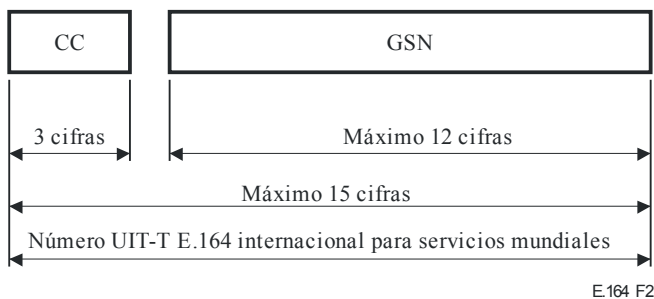 CC GSN
3 cifras Máximo 12 cifras
Máximo 15 cifras
Número UIT-T E.164 internacional para servicios mundiales
E.164 F2